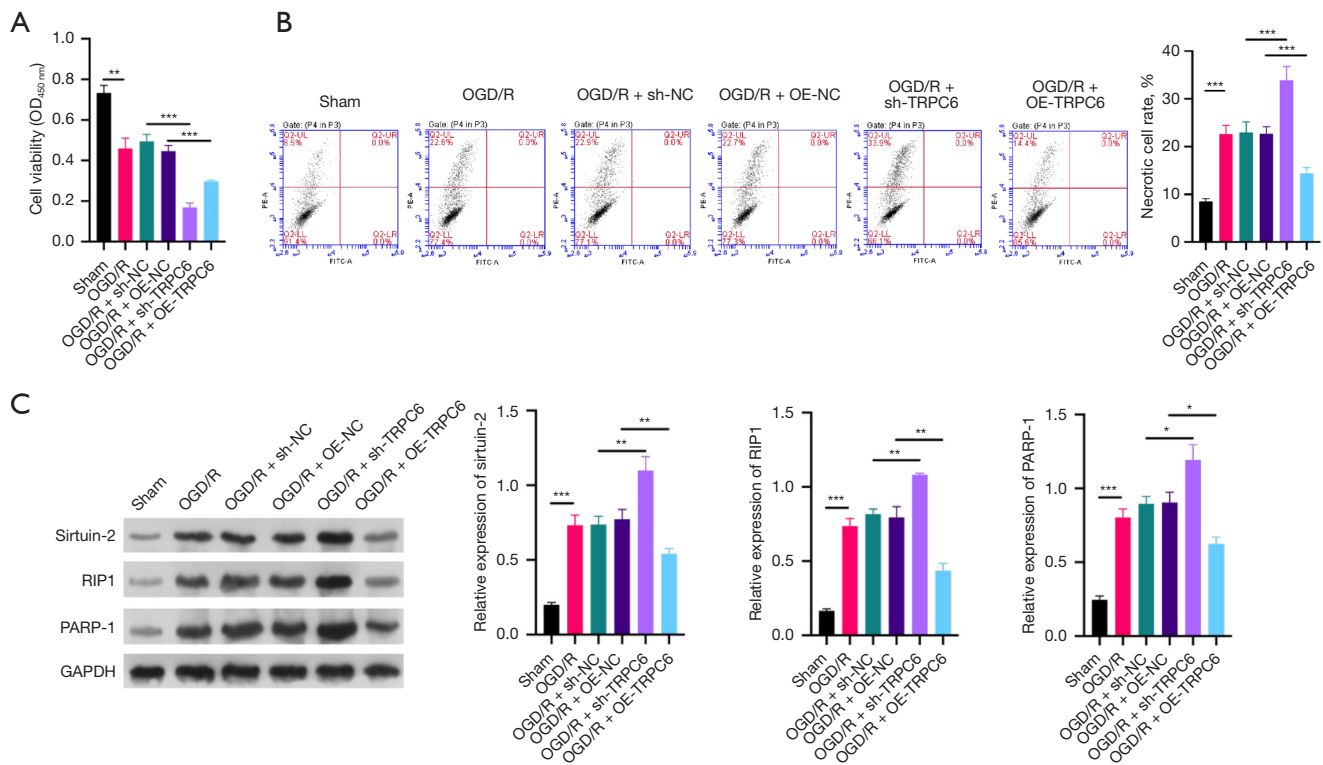 A
Cell viability (OD450 nm)
1.0
0.8
0.6
0.4
0.2
0.0
**
***
***
Sham
OGD/R
OGD/R + sh-NC
OGD/R + OE-NC
OGD/R + sh-TRPC6
OGD/R + OE-TRPC6
B
Sham
Gate: (P4 in P3)
Q2-UL
8.5%
Q2-UR
0.0%
Q2-LL
91.4%
0.0%
PE-A
FITC-A
OGD/R
Gate: (P4 in P3)
Q2-UL
22.6%
Q2-UR
0.0%
Q2-LL
77.4%
0.0%
PE-A
FITC-A
OGD/R + sh-NC
Gate: (P4 in P3)
Q2-UL
22.9%
Q2-UR
0.0%
Q2-LL
77.1%
0.0%
PE-A
FITC-A
OGD/R + OE-NC
Gate: (P4 in P3)
Q2-UL
22.7%
Q2-UR
0.0%
Q2-LL
77.3%
0.0%
PE-A
FITC-A
OGD/R +
sh-TRPC6
Gate: (P4 in P3)
Q2-UL
33.9%
Q2-UR
0.0%
Q2-LL
66.1%
0.0%
PE-A
FITC-A
OGD/R +
OE-TRPC6
Gate: (P4 in P3)
Q2-UL
14.4%
Q2-UR
0.0%
Q2-LL
85.6%
0.0%
PE-A
FITC-A
Necrotic cell rate, %
40
30
20
10
0
***
***
***
Sham
OGD/R
OGD/R + sh-NC
OGD/R + OE-NC
OGD/R + sh-TRPC6
OGD/R + OE-TRPC6
C
Sham
OGD/R
OGD/R + sh-NC
OGD/R + OE-NC
OGD/R + sh-TRPC6
OGD/R + OE-TRPC6
Sirtuin-2
RIP1
PARP-1
GAPDH
Relative expression of sirtuin-2
1.5
1.0
0.5
0.0
***
**
**
Sham
OGD/R
OGD/R + sh-NC
OGD/R + OE-NC
OGD/R + sh-TRPC6
OGD/R + OE-TRPC6
Relative expression of RIP1
1.5
1.0
0.5
0.0
***
**
**
Sham
OGD/R
OGD/R + sh-NC
OGD/R + OE-NC
OGD/R + sh-TRPC6
OGD/R + OE-TRPC6
Relative expression of PARP-1
1.5
1.0
0.5
0.0
***
*
*
Sham
OGD/R
OGD/R + sh-NC
OGD/R + OE-NC
OGD/R + sh-TRPC6
OGD/R + OE-TRPC6